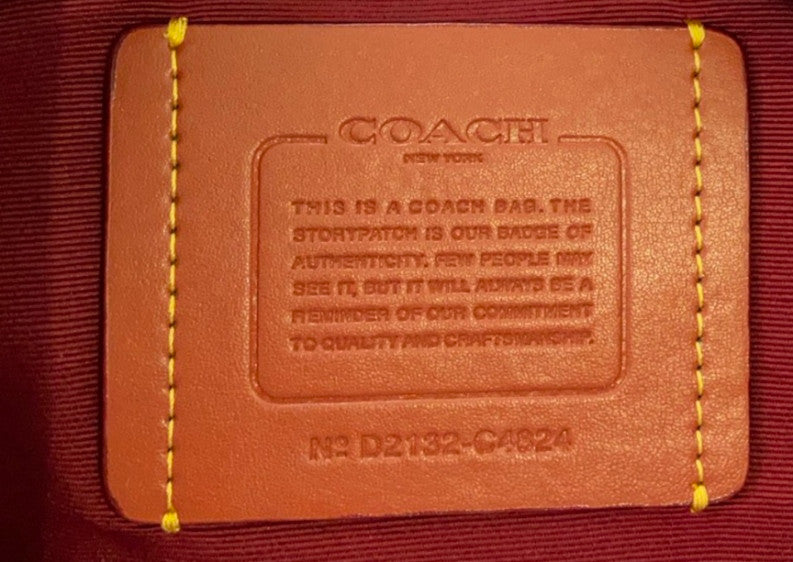 COACH
NEW YORK
THIS IS A COACH BAG. THE
STORYPATCH IS OUR BADGE OF
AUTHENTICITY. FEW PEOPLE MAY
SEE IT, BUT IT WILL ALWAYS BE A
REMINDER OF OUR COMMITMENT
TO QUALITY AND CRAFTSMANSHIP.
Nº D2132-C4824